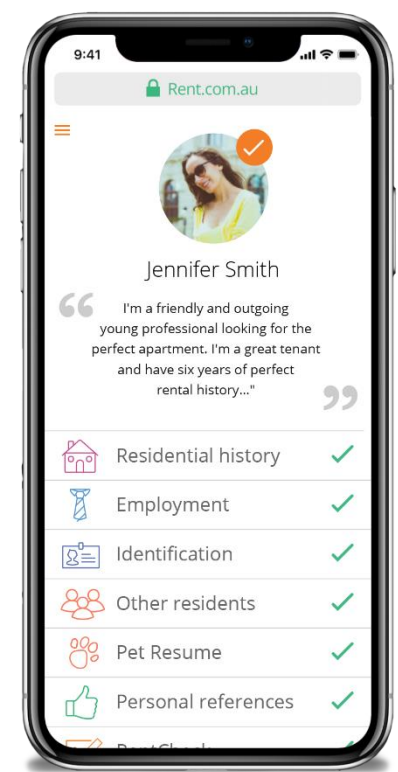 9:41
Rent.com.au
Jennifer Smith
“
I'm a friendly and outgoing
young professional looking for the
perfect apartment. I'm a great tenant
and have six years of perfect
rental history..."
”
Residential history
Employment
Identification
Other residents
Pet Resume
Personal references
RentCheck